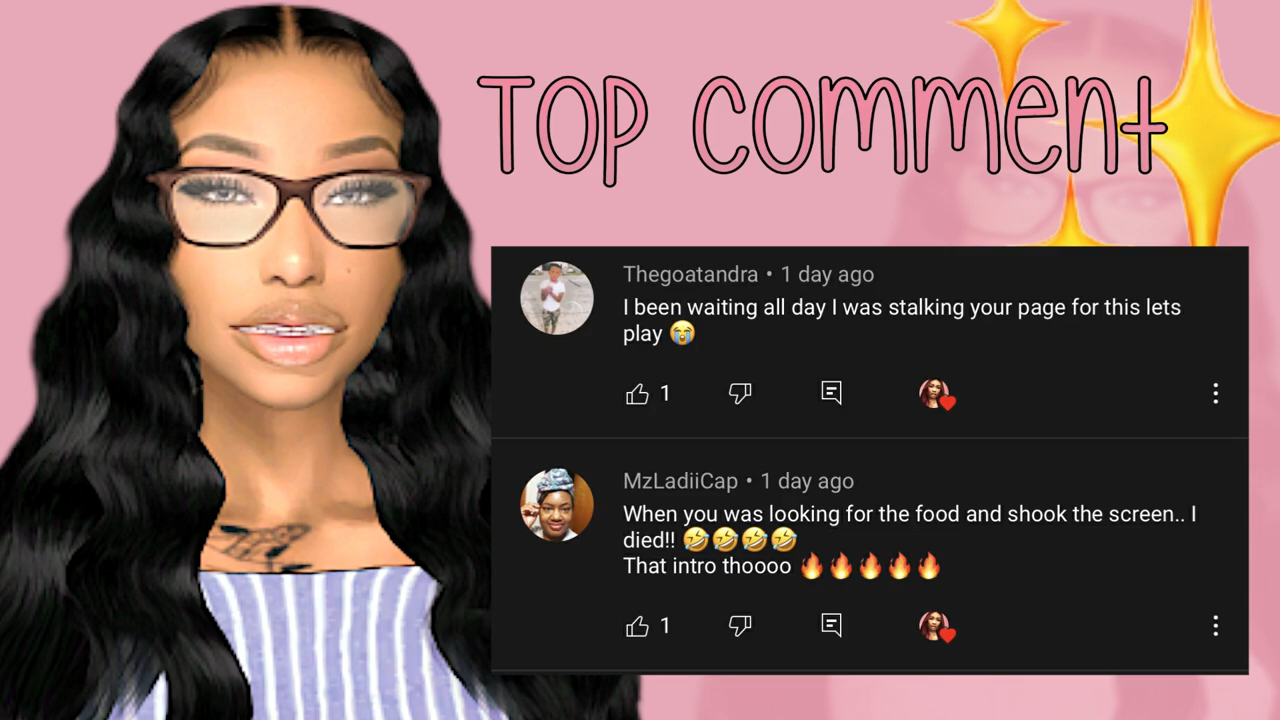 TOP comment
Thegoatandra • 1 day ago
I been waiting all day I was stalking your page for this lets
play 😭
1
MzLadiiCap • 1 day ago
When you was looking for the food and shook the screen.. I
died!! 🤣🤣🤣🤣
That intro thoooo 🔥🔥🔥🔥🔥
1